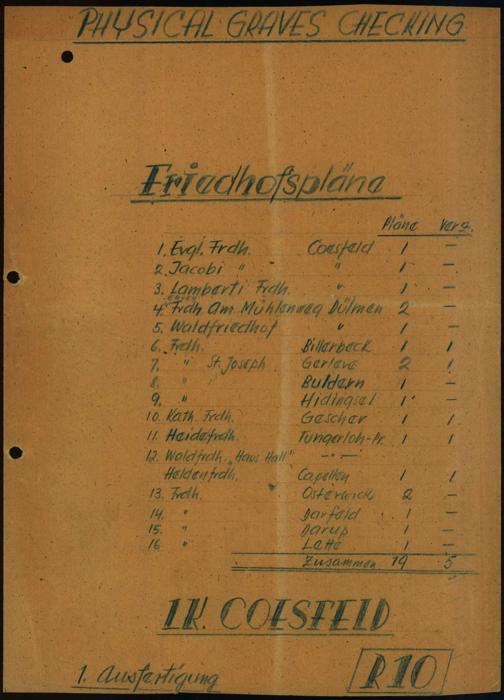 PHYSICAL GRAVES CHECKING
Friedhofspläne
Pläne Verz.
1. Evgl. Frdh. Coesfeld 1 –
2. Jacobi " " 1 –
3. Lamberti Frdh. " 1 –
4. Frdh Am Mühlenweg Dülmen 2 –
5. Waldfriedhof " 1 –
6. Frdh. Billerbeck 1 1
7. " St. Joseph Gerleve 2 1
8. " Buldern 1 –
9. " Hidingsel 1 –
10. Kath. Frdh. Gescher 1 1
11. Heidefrdh. Tungerloh-Pr. 1 1
12. Waldfrdh. „Haus Hall" – " –
Heldenfrdh. Capellen 1 1
13. Frdh. Osterwick 2 –
14. " Darfeld 1 –
15. " Darup 1 –
16. " Lette 1 –
Zusammen 19 5
LK. COESFELD
1. Ausfertigung
R10